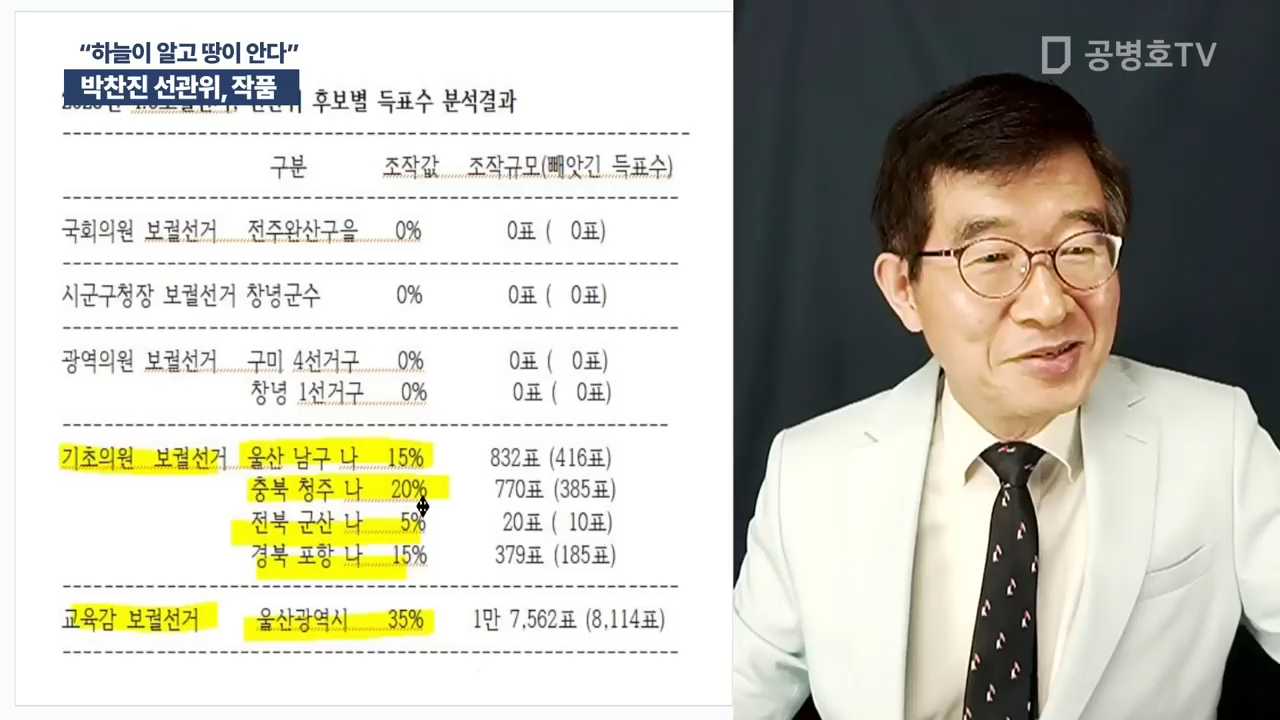 “하늘이 알고 땅이 안다”
박찬진 선관위, 작품
공병호TV
후보별 득표수 분석결과
구분 조작값 조작규모(빼앗긴 득표수)
국회의원 보궐선거 전주완산구을 0% 0표 ( 0표)
시군구청장 보궐선거 창녕군수 0% 0표 ( 0표)
광역의원 보궐선거 구미 4선거구 0% 0표 ( 0표)
창녕 1선거구 0% 0표 ( 0표)
기초의원 보궐선거 울산 남구 나 15% 832표 (416표)
충북 청주 나 20% 770표 (385표)
전북 군산 나 5% 20표 ( 10표)
경북 포항 나 15% 379표 (185표)
교육감 보궐선거 울산광역시 35% 1만 7,562표 (8,114표)